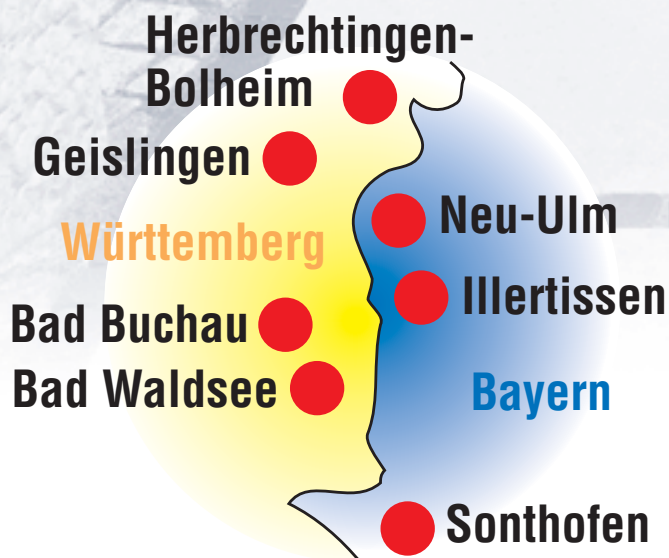 Herbrechtingen-
Bolheim
Geislingen
Neu-Ulm
Württemberg
Illertissen
Bad Buchau
Bad Waldsee
Bayern
Sonthofen